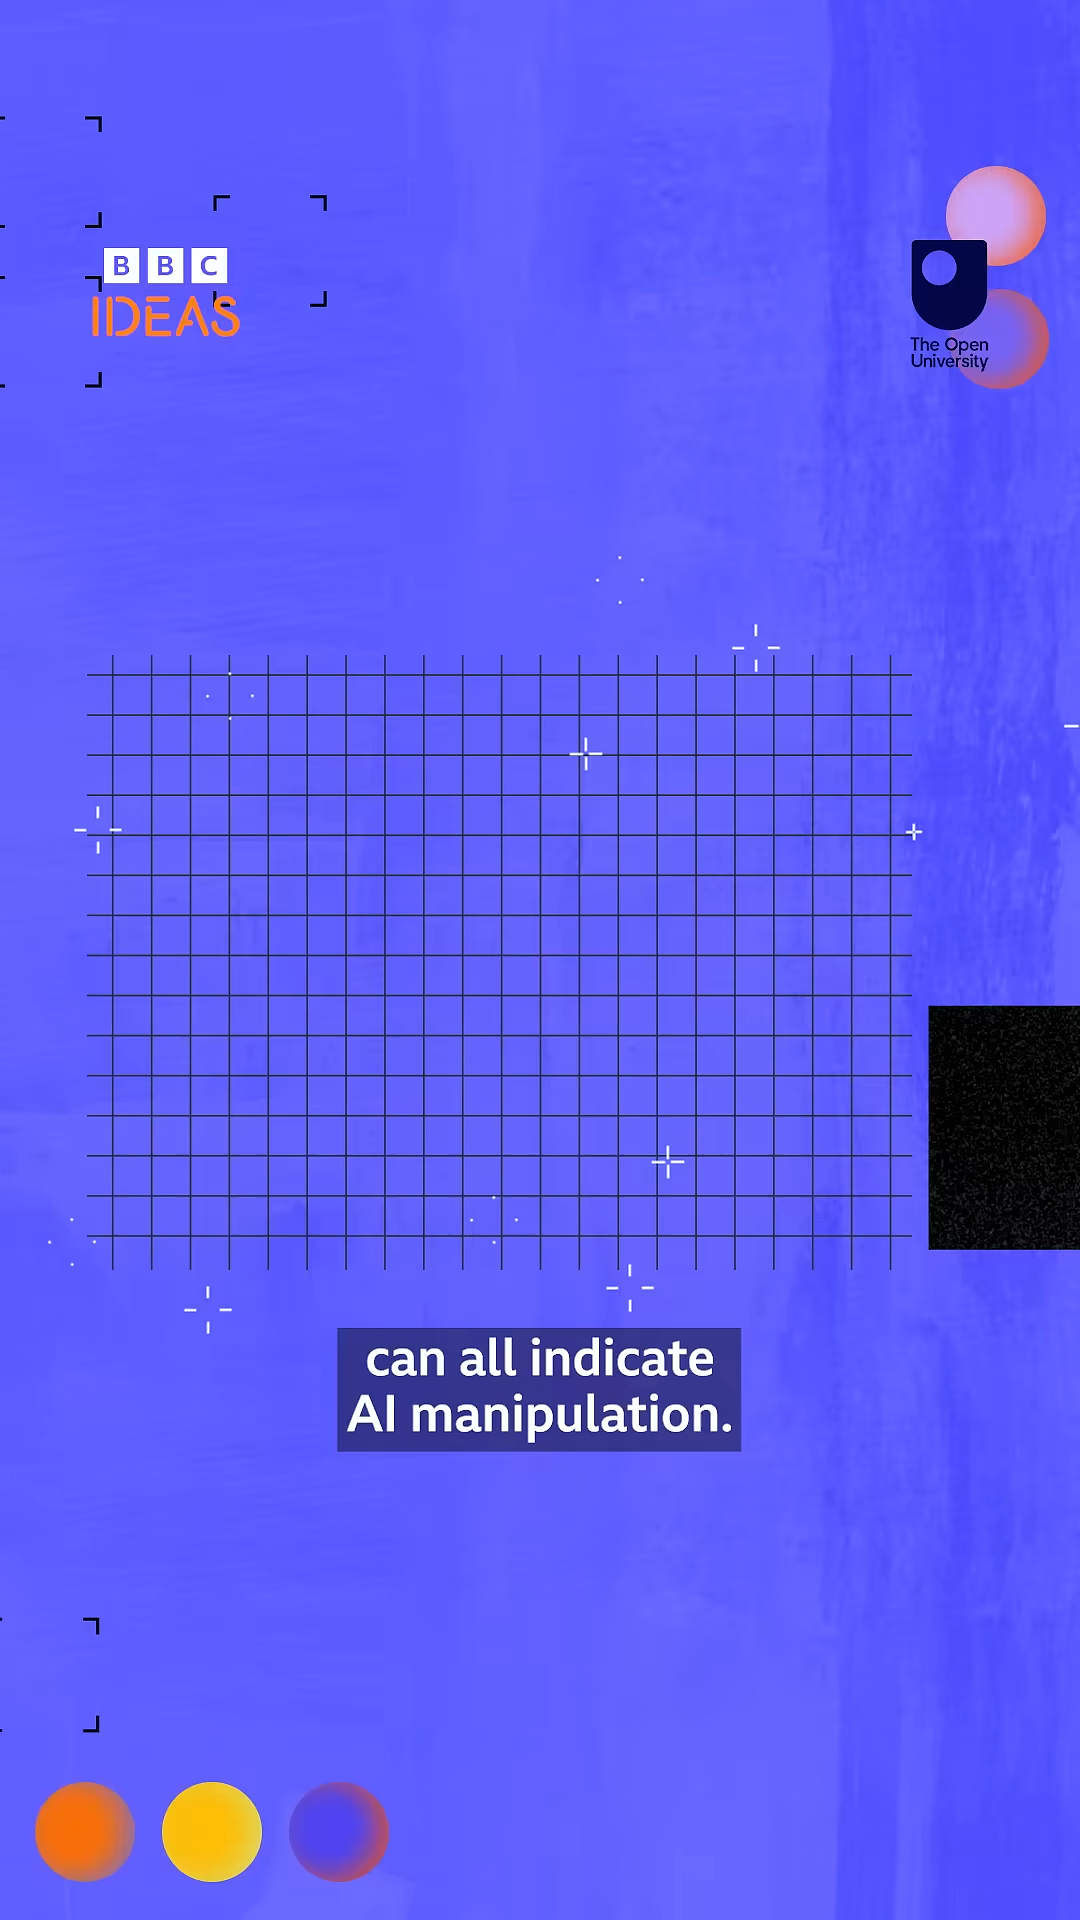 BBC
IDEAS
The Open
University
can all indicate
AI manipulation.